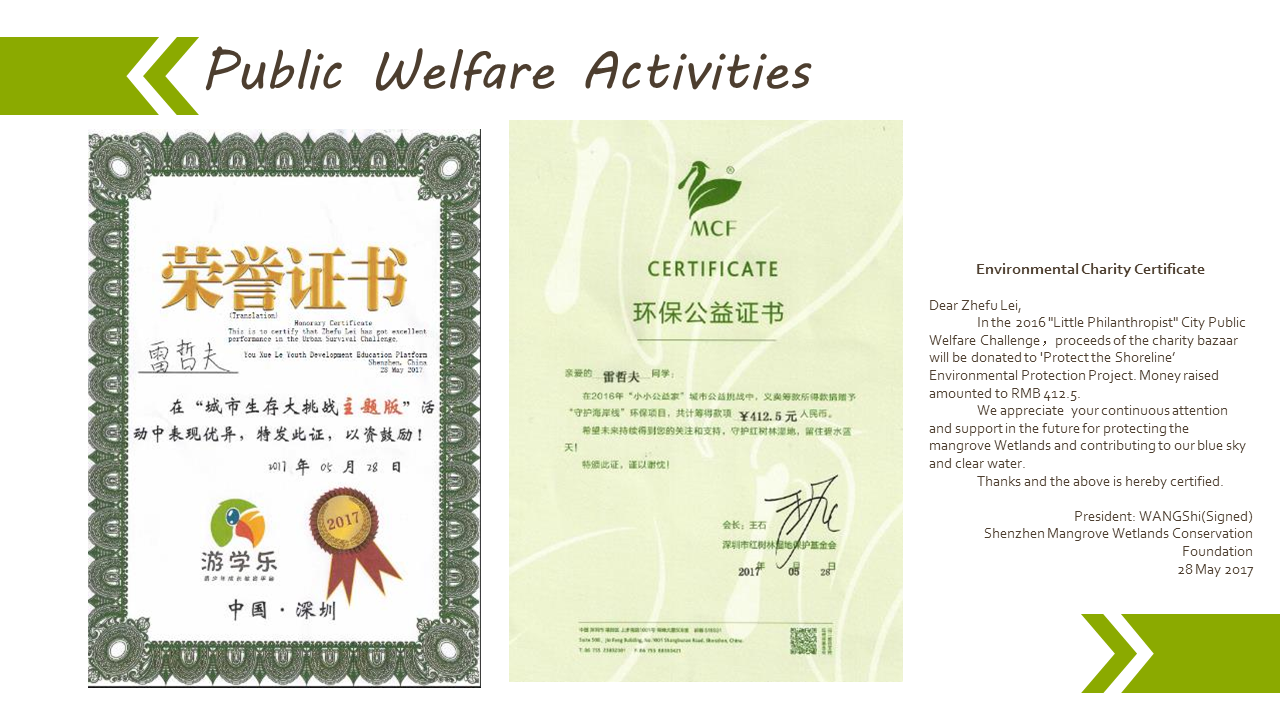 Public Welfare Activities
荣誉证书
(Translation)
Honorary Certificate
This is to certify that Zhefu Lei has got excellent
performance in the Urban Survival Challenge.
You Xue Le Youth Development Education Platform
Shenzhen, China
28 May 2017
雷哲夫
在“城市生存大挑战主题版”活
动中表现优异，特发此证，以资鼓励！
2017 年 05 月 28 日
2017
游学乐
青少年成长教育平台
中国·深圳
MCF
CERTIFICATE
环保公益证书
亲爱的 雷哲夫 同学：
在2016年“小小公益家”城市公益挑战中，义卖筹款所得款捐赠予
“守护海岸线”环保项目，共计筹得款项 ¥412.5 元 人民币。
希望未来持续得到您的关注和支持，守护红树林湿地，留住碧水蓝
天！
特颁此证，谨以谢忱！
会长：王石
深圳市红树林湿地保护基金会
2017 年 05 月 28 日
Environmental Charity Certificate
Dear Zhefu Lei,
In the 2016 "Little Philanthropist" City Public
Welfare Challenge，proceeds of the charity bazaar
will be donated to 'Protect the Shoreline’
Environmental Protection Project. Money raised
amounted to RMB 412.5.
We appreciate your continuous attention
and support in the future for protecting the
mangrove Wetlands and contributing to our blue sky
and clear water.
Thanks and the above is hereby certified.
President: WANGShi(Signed)
Shenzhen Mangrove Wetlands Conservation
Foundation
28 May 2017